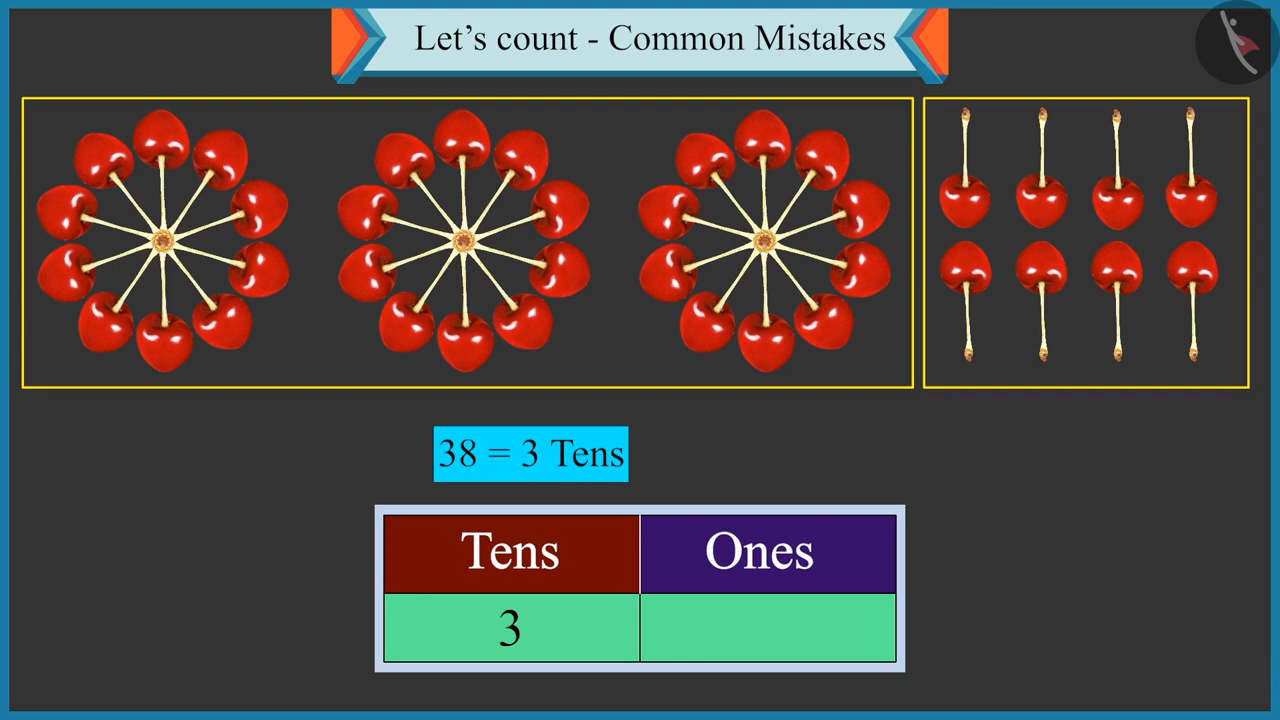 Let’s count - Common Mistakes
38 = 3 Tens
Tens Ones
3